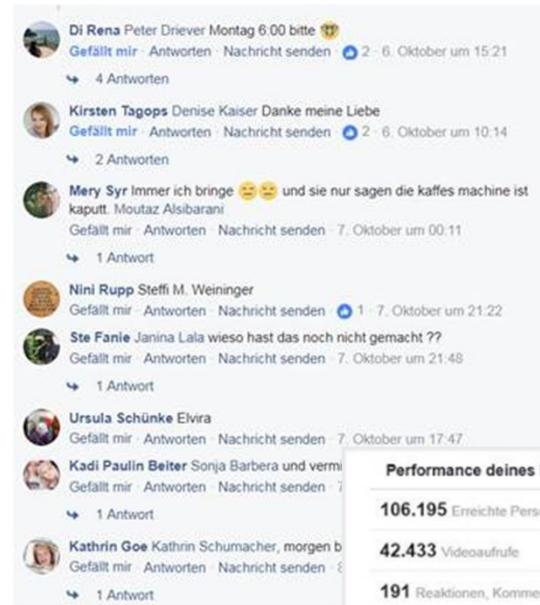 Di Rena Peter Driever Montag 6:00 bitte
Gefällt mir · Antworten · Nachricht senden · 2 · 6. Oktober um 15:21
4 Antworten
Kirsten Tagops Denise Kaiser Danke meine Liebe
Gefällt mir · Antworten · Nachricht senden · 2 · 6. Oktober um 10:14
2 Antworten
Mery Syr Immer ich bringe 😑😑 und sie nur sagen die kaffes machine ist
kaputt. Moutaz Alsibarani
Gefällt mir · Antworten · Nachricht senden · 7. Oktober um 00:11
1 Antwort
Nini Rupp Steffi M. Weininger
Gefällt mir · Antworten · Nachricht senden · 1 · 7. Oktober um 21:22
Ste Fanie Janina Lala wieso hast das noch nicht gemacht ??
Gefällt mir · Antworten · Nachricht senden · 7. Oktober um 21:48
1 Antwort
Ursula Schünke Elvira
Gefällt mir · Antworten · Nachricht senden · 7. Oktober um 17:47
Kadi Paulin Beiter Sonja Barbera und vermi
Gefällt mir · Antworten · Nachricht senden · 7
1 Antwort
Kathrin Goe Kathrin Schumacher, morgen b
Gefällt mir · Antworten · Nachricht senden · 8
1 Antwort
Performance deines
106.195 Erreichte Pers
42.433 Videoaufrufe
191 Reaktionen, Komme